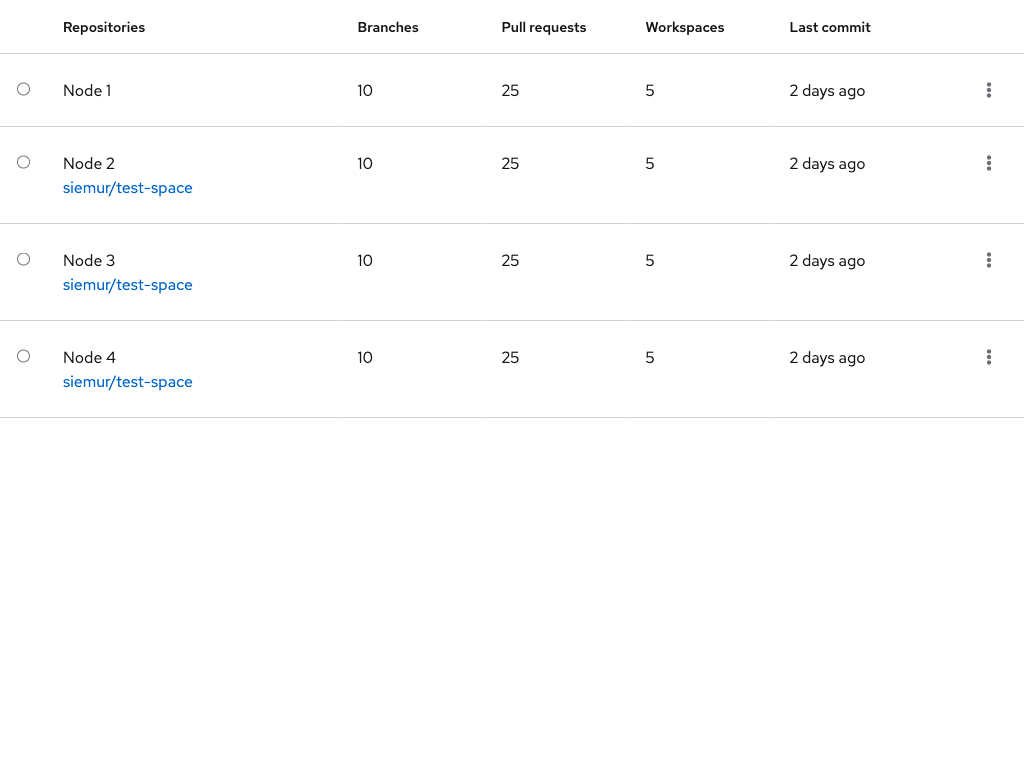 Repositories Branches Pull requests Workspaces Last commit
Node 1 10 25 5 2 days ago
Node 2 10 25 5 2 days ago
siemur/test-space
Node 3 10 25 5 2 days ago
siemur/test-space
Node 4 10 25 5 2 days ago
siemur/test-space